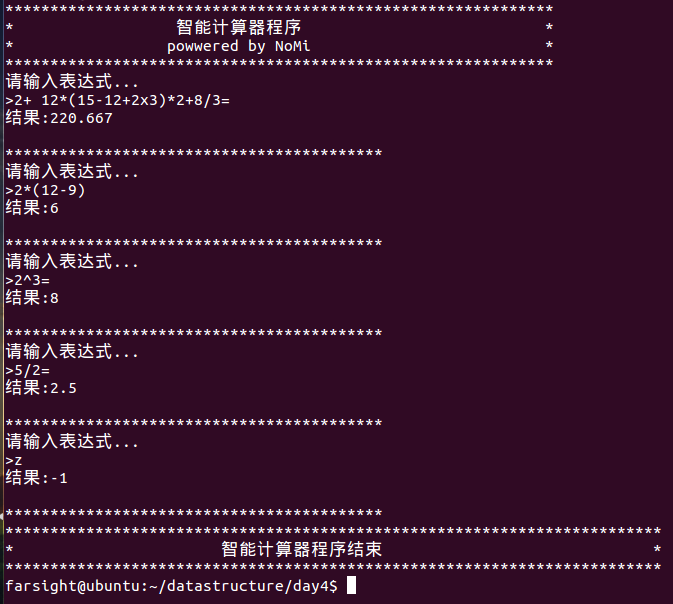 *************************************************************
*                  智能计算器程序                           *
*                 powwered by NoMi                          *
*************************************************************
请输入表达式...
>2+ 12*(15-12+2x3)*2+8/3=
结果:220.667
******************************************
请输入表达式...
>2*(12-9)
结果:6
******************************************
请输入表达式...
>2^3=
结果:8
******************************************
请输入表达式...
>5/2=
结果:2.5
******************************************
请输入表达式...
>z
结果:-1
******************************************
*************************************************************************
*                       智能计算器程序结束                              *
*************************************************************************
farsight@ubuntu:~/datastructure/day4$